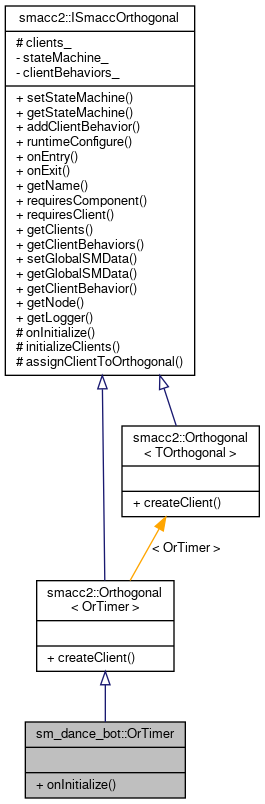 smacc2::ISmaccOrthogonal
# clients_
- stateMachine_
- clientBehaviors_
+ setStateMachine()
+ getStateMachine()
+ addClientBehavior()
+ runtimeConfigure()
+ onEntry()
+ onExit()
+ getName()
+ requiresComponent()
+ requiresClient()
+ getClients()
+ getClientBehaviors()
+ setGlobalSMData()
+ getGlobalSMData()
+ getClientBehavior()
+ getNode()
+ getLogger()
# onInitialize()
# initializeClients()
# assignClientToOrthogonal()
smacc2::Orthogonal
< TOrthogonal >
+ createClient()
< OrTimer >
smacc2::Orthogonal
< OrTimer >
+ createClient()
sm_dance_bot::OrTimer
+ onInitialize()